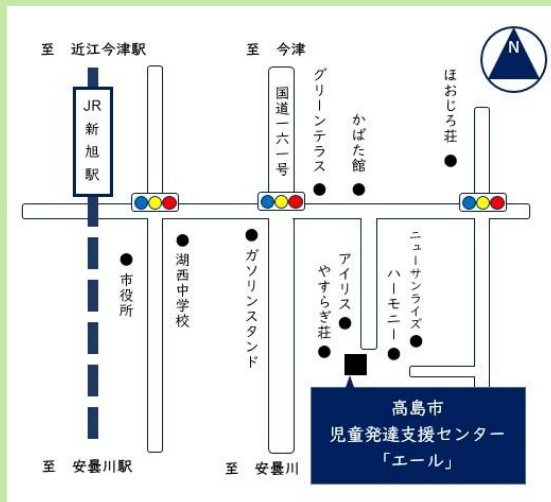 至 近江今津駅
至 今津
N
JR新旭駅
国道一六一号
グリーンテラス
かばた館
ほおじろ荘
市役所
湖西中学校
ガソリンスタンド
やすらぎ荘
アイリス
ハーモニー
ニューサンライズ
高島市
児童発達支援センター
「エール」
至 安曇川駅
至 安曇川